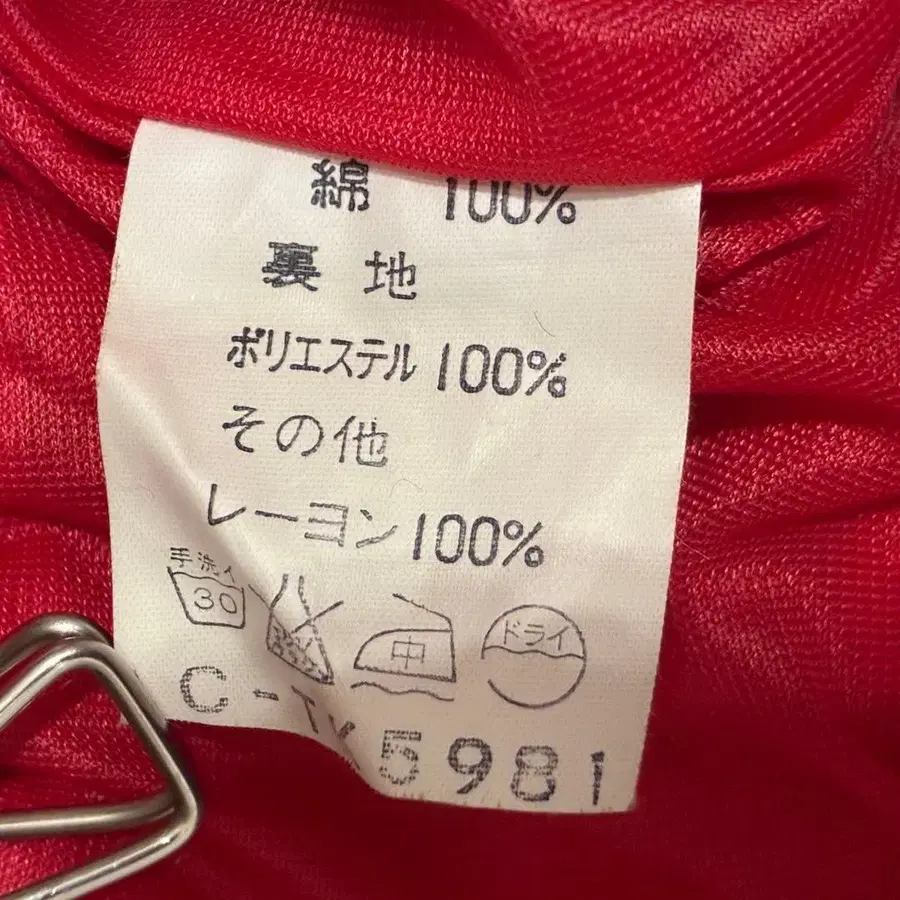 綿 100%
裏地
ポリエステル 100%
その他
レーヨン 100%
手洗イ
30
中
ドライ
C-TK5981